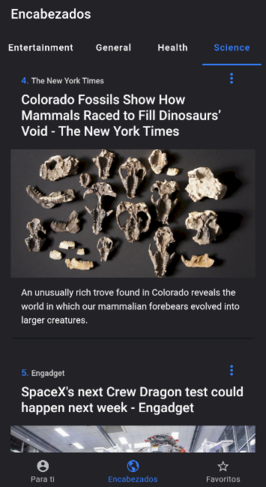 Encabezados
Entertainment General Health Science
4. The New York Times
Colorado Fossils Show How
Mammals Raced to Fill Dinosaurs'
Void - The New York Times
An unusually rich trove found in Colorado reveals the
world in which our mammalian forebears evolved into
larger creatures.
5. Engadget
SpaceX's next Crew Dragon test could
happen next week - Engadget
Para ti Encabezados Favoritos